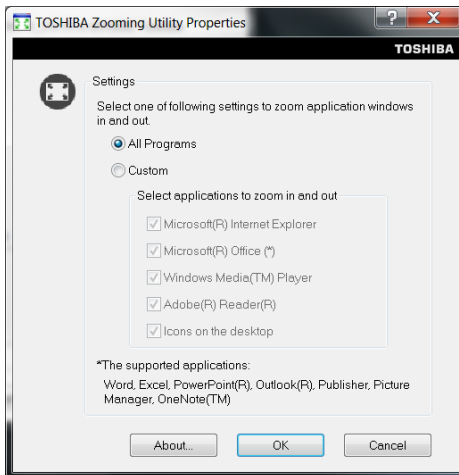 TOSHIBA Zooming Utility Properties
?
X
TOSHIBA
Settings
Select one of following settings to zoom application windows
in and out.
All Programs
Custom
Select applications to zoom in and out
Microsoft(R) Internet Explorer
Microsoft(R) Office (*)
Windows Media(TM) Player
Adobe(R) Reader(R)
Icons on the desktop
*The supported applications:
Word, Excel, PowerPoint(R), Outlook(R), Publisher, Picture
Manager, OneNote(TM)
About... OK Cancel